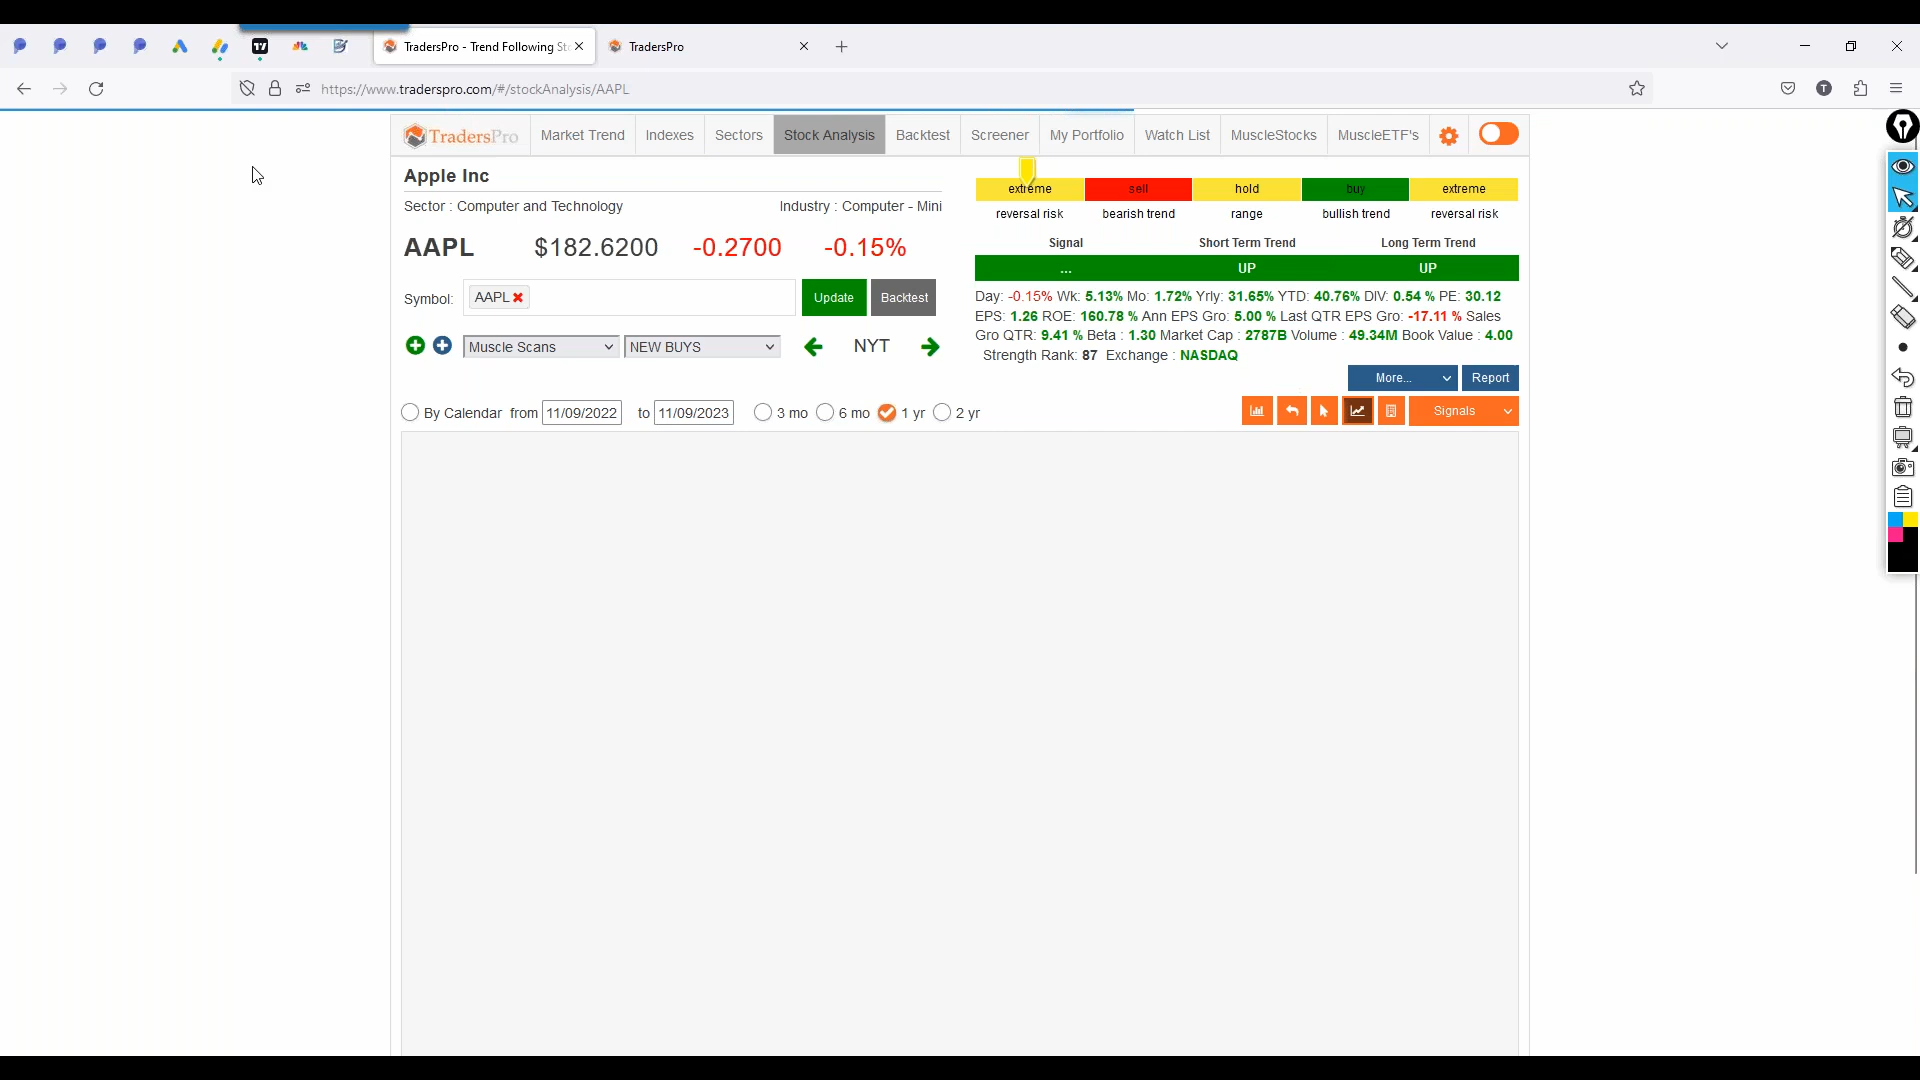 TradersPro - Trend Following Sto
TradersPro
https://www.traderspro.com/#/stockAnalysis/AAPL
TradersPro Market Trend Indexes Sectors Stock Analysis Backtest Screener My Portfolio Watch List MuscleStocks MuscleETF's
Apple Inc
Sector : Computer and Technology Industry : Computer - Mini
AAPL $182.6200 -0.2700 -0.15%
Symbol: AAPL Update Backtest
Muscle Scans NEW BUYS NYT
extreme sell hold buy extreme
reversal risk bearish trend range bullish trend reversal risk
Signal Short Term Trend Long Term Trend
... UP UP
Day: -0.15% Wk: 5.13% Mo: 1.72% Yrly: 31.65% YTD: 40.76% DIV: 0.54 % PE: 30.12
EPS: 1.26 ROE: 160.78 % Ann EPS Gro: 5.00 % Last QTR EPS Gro: -17.11 % Sales
Gro QTR: 9.41 % Beta : 1.30 Market Cap : 2787B Volume : 49.34M Book Value : 4.00
Strength Rank: 87 Exchange : NASDAQ
More... Report
By Calendar from 11/09/2022 to 11/09/2023 3 mo 6 mo 1 yr 2 yr Signals